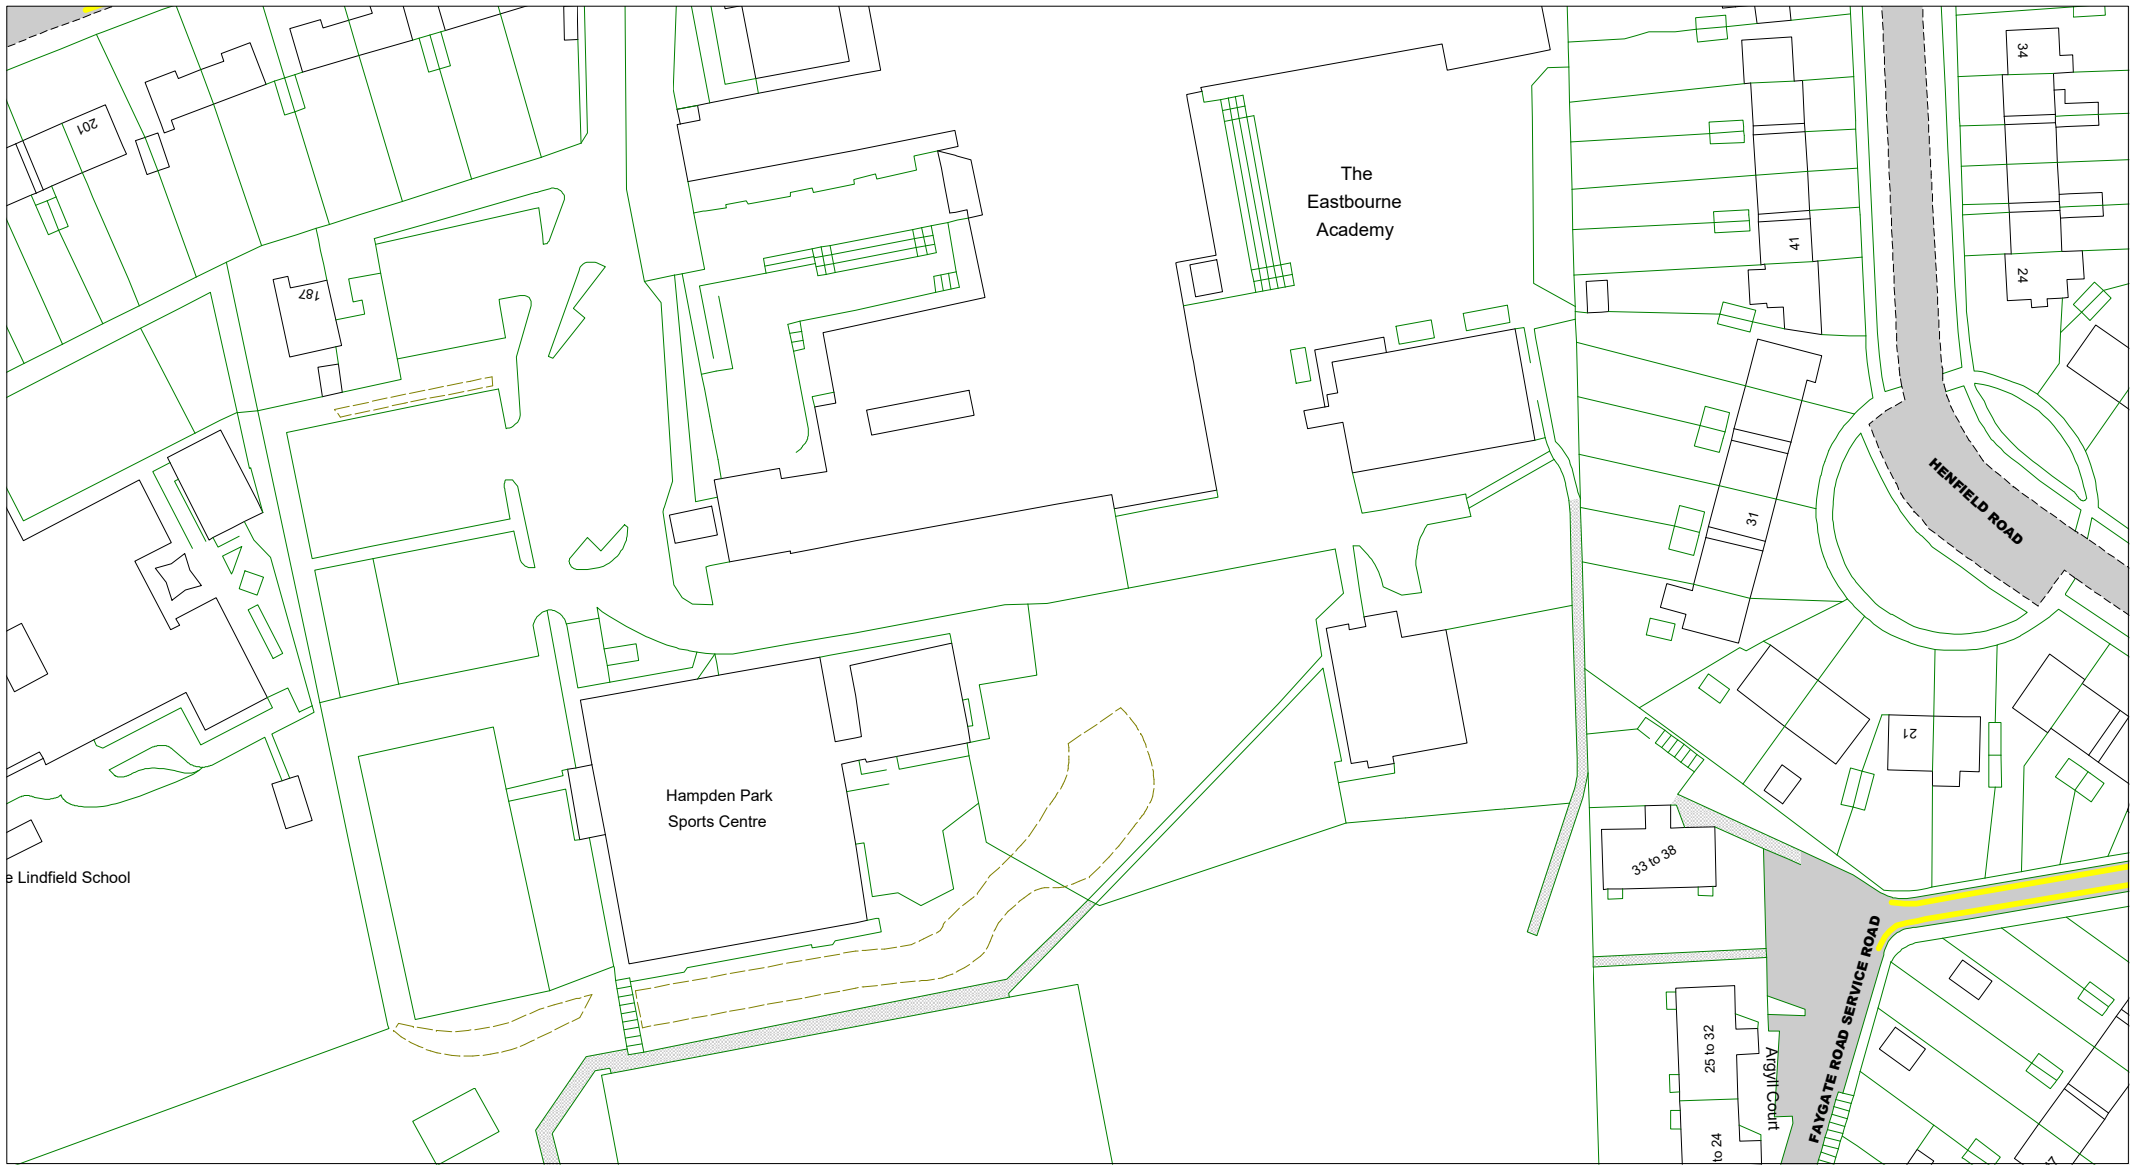 201
34
The
Eastbourne
Academy
41
24
187
HENFIELD ROAD
31
21
Hampden Park
Sports Centre
33 to 38
e Lindfield School
FAYGATE ROAD SERVICE ROAD
25 to 32
Argyll Court
to 24